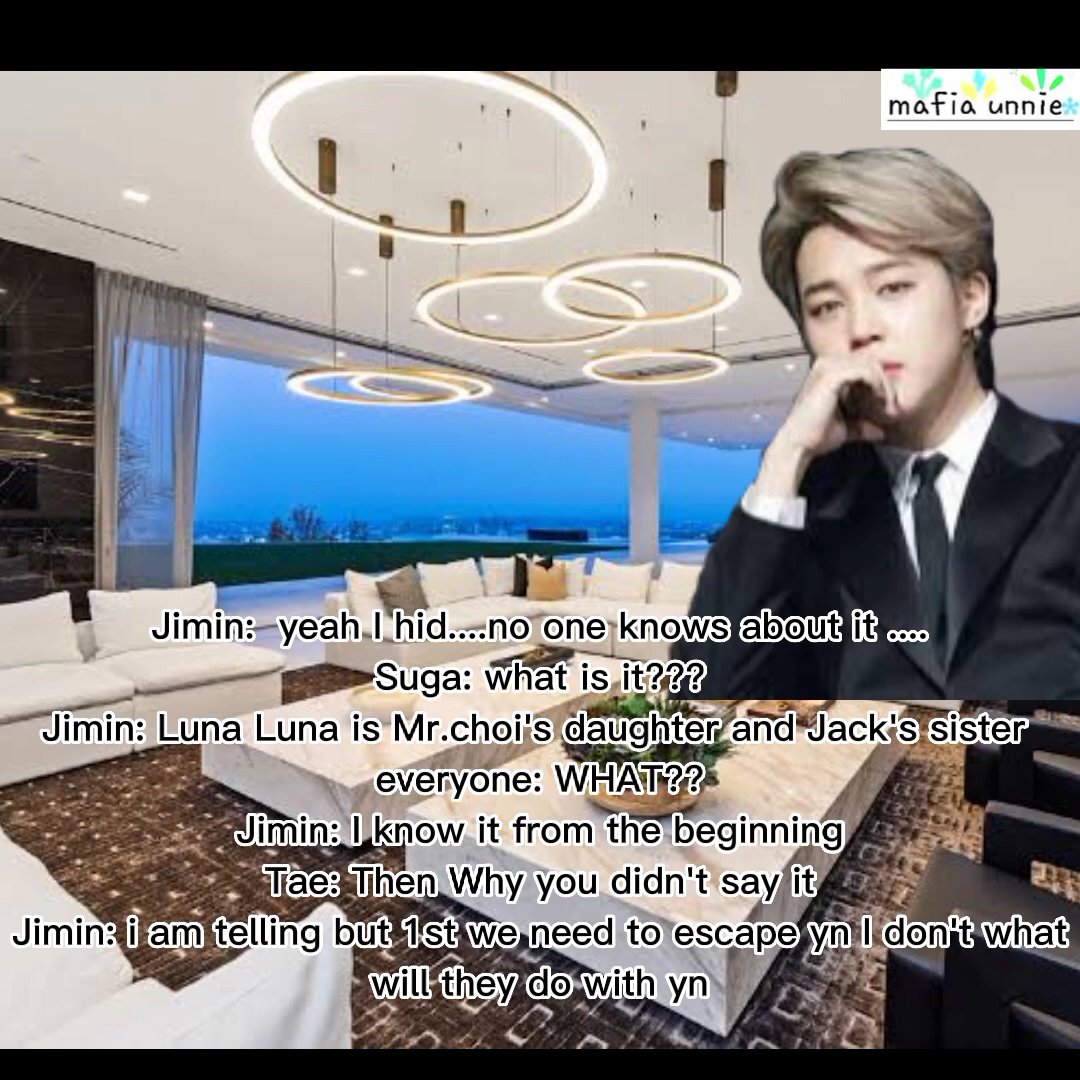 mafia unnie
Jimin: yeah I hid....no one knows about it ....
Suga: what is it???
Jimin: Luna Luna is Mr.choi's daughter and Jack's sister
everyone: WHAT??
Jimin: I know it from the beginning
Tae: Then Why you didn't say it
Jimin: i am telling but 1st we need to escape yn I don't what
will they do with yn